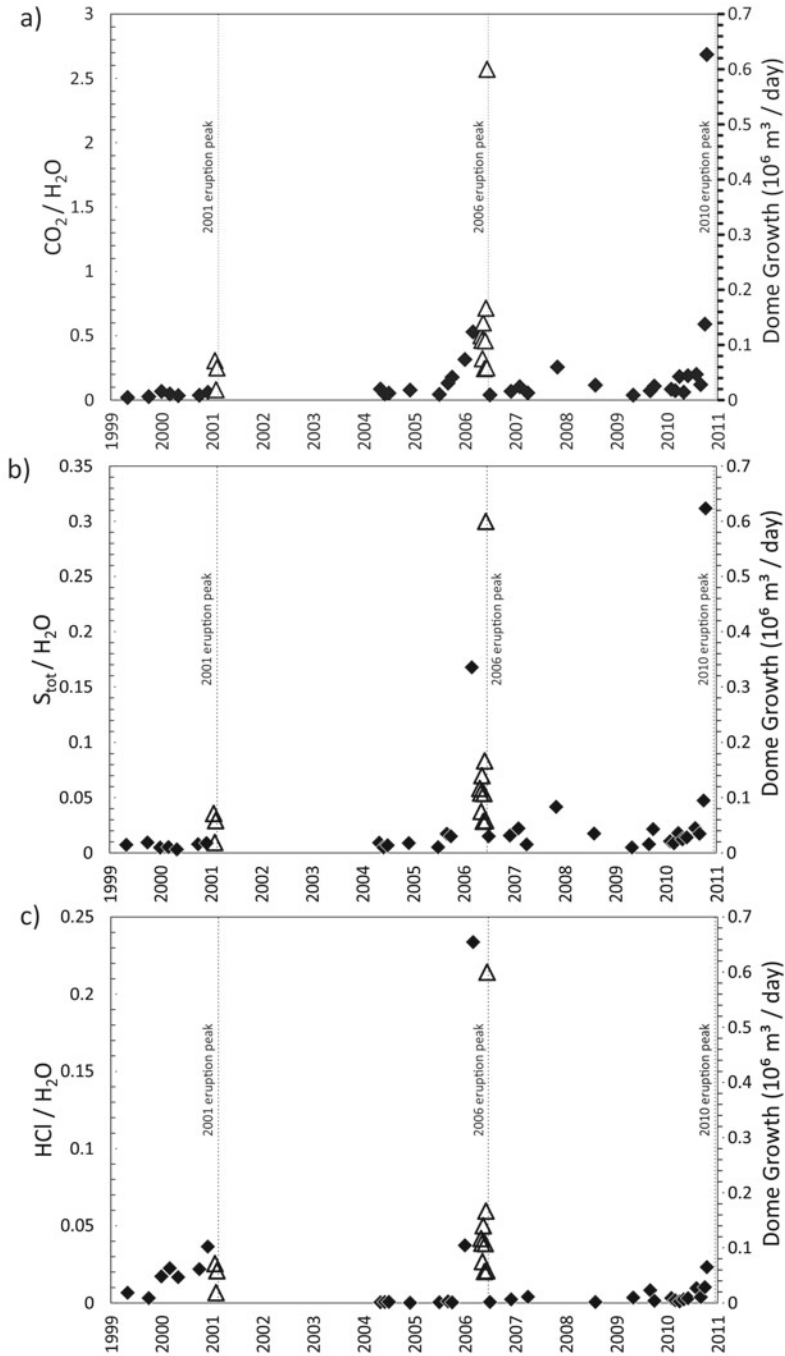 a)
3
2.5
2
1.5
1
0.5
0
CO₂ / H₂O
0.7
0.6
0.5
0.4
0.3
0.2
0.1
0
Dome Growth (10⁶ m³ / day)
2001 eruption peak
2006 eruption peak
2010 eruption peak
1999 2000 2001 2002 2003 2004 2005 2006 2007 2008 2009 2010 2011
b)
0.35
0.3
0.25
0.2
0.15
0.1
0.05
0
Sₜₒₜ / H₂O
0.7
0.6
0.5
0.4
0.3
0.2
0.1
0
Dome Growth (10⁶ m³ / day)
2001 eruption peak
2006 eruption peak
2010 eruption peak
1999 2000 2001 2002 2003 2004 2005 2006 2007 2008 2009 2010 2011
c)
0.25
0.2
0.15
0.1
0.05
0
HCl / H₂O
0.7
0.6
0.5
0.4
0.3
0.2
0.1
0
Dome Growth (10⁶ m³ / day)
2001 eruption peak
2006 eruption peak
2010 eruption peak
1999 2000 2001 2002 2003 2004 2005 2006 2007 2008 2009 2010 2011